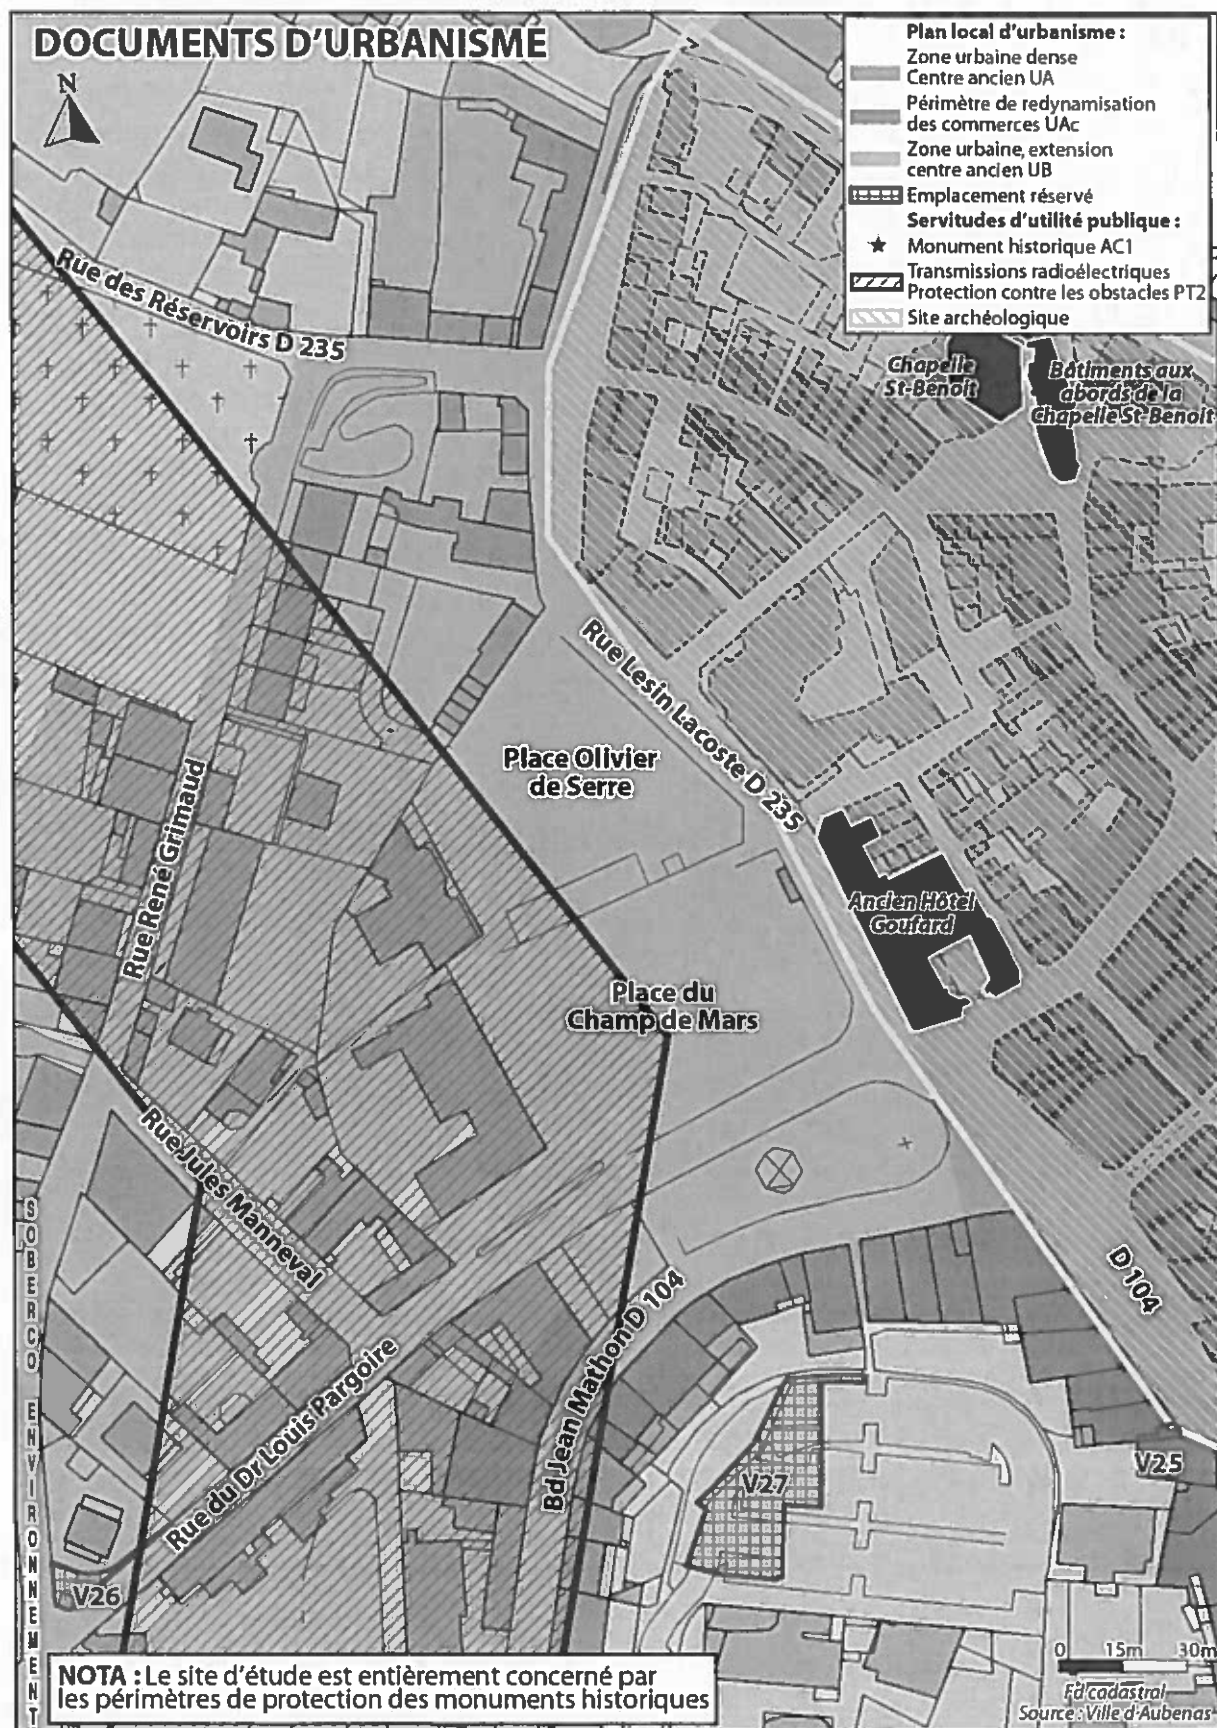 DOCUMENTS D'URBANISME
N
Plan local d'urbanisme :
Zone urbaine dense
Centre ancien UA
Périmètre de redynamisation
des commerces UAc
Zone urbaine, extension
centre ancien UB
Emplacement réservé
Servitudes d'utilité publique :
Monument historique AC1
Transmissions radioélectriques
Protection contre les obstacles PT2
Site archéologique
Rue des Réservoirs D 235
Chapelle
St-Benoit
Bâtiments aux
abords de la
Chapelle St-Benoit
Rue Lesin Lacoste D 235
Place Olivier
de Serre
Rue René Grimaud
Ancien Hôtel
Goufard
Place du
Champ de Mars
Rue Jules Manneval
D 104
Bd Jean Mathon D 104
Rue du Dr Louis Pargoire
V25
V27
V26
SOBERCO ENVIRONNEMENT
0 15m 30m
NOTA : Le site d'étude est entièrement concerné par
les périmètres de protection des monuments historiques
Fd cadastral
Source : Ville d'Aubenas